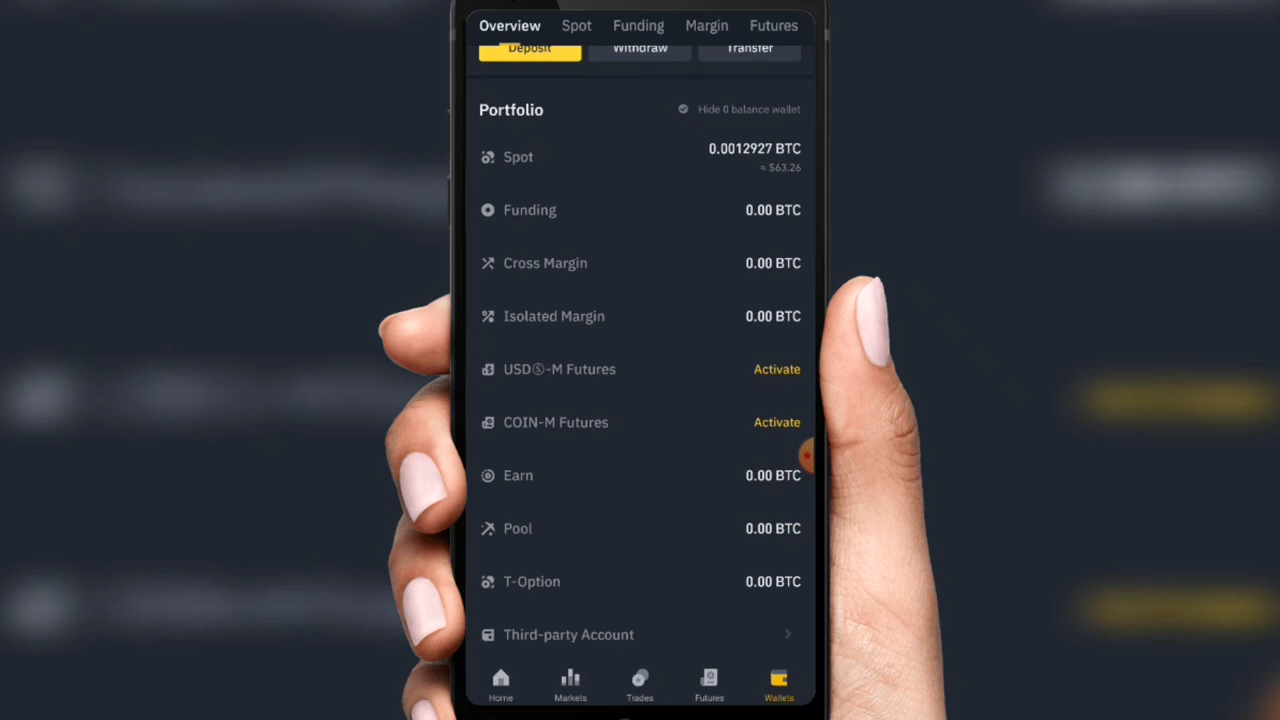 Overview Spot Funding Margin Futures
Deposit Withdraw Transfer
Portfolio Hide 0 balance wallet
Spot 0.0012927 BTC
≈ $63.26
Funding 0.00 BTC
Cross Margin 0.00 BTC
Isolated Margin 0.00 BTC
USDⓈ-M Futures Activate
COIN-M Futures Activate
Earn 0.00 BTC
Pool 0.00 BTC
T-Option 0.00 BTC
Third-party Account
Home Markets Trades Futures Wallets